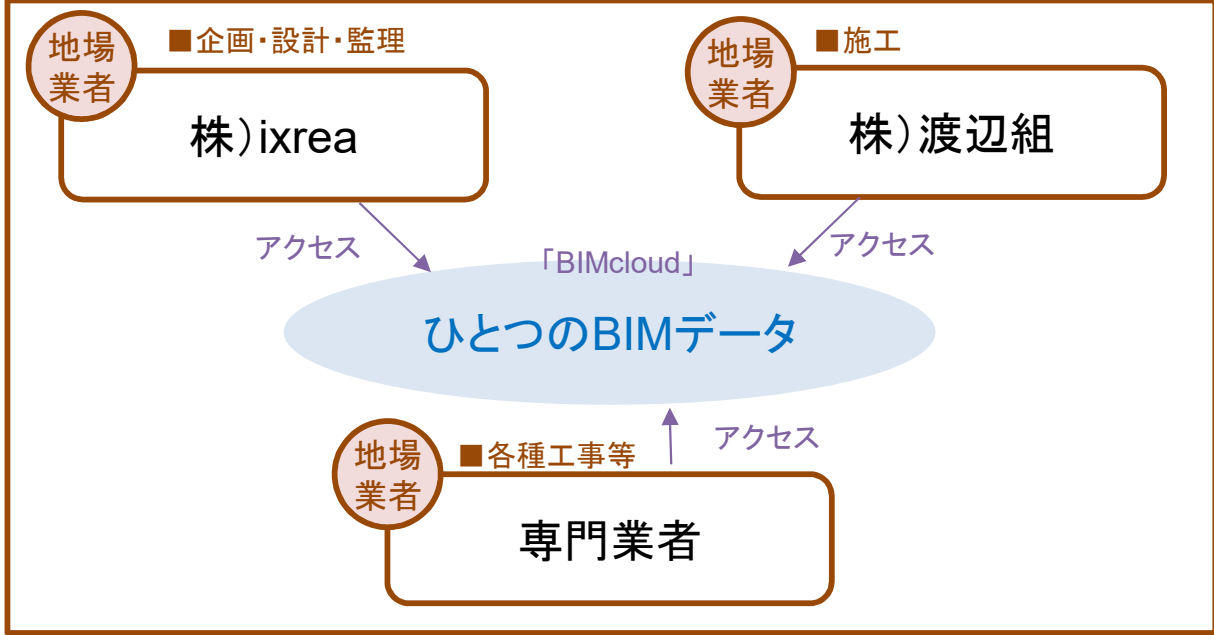 地場
業者
■企画・設計・監理
株）ixrea
地場
業者
■施工
株）渡辺組
アクセス
アクセス
「BIMcloud」
ひとつのBIMデータ
アクセス
地場
業者
■各種工事等
専門業者